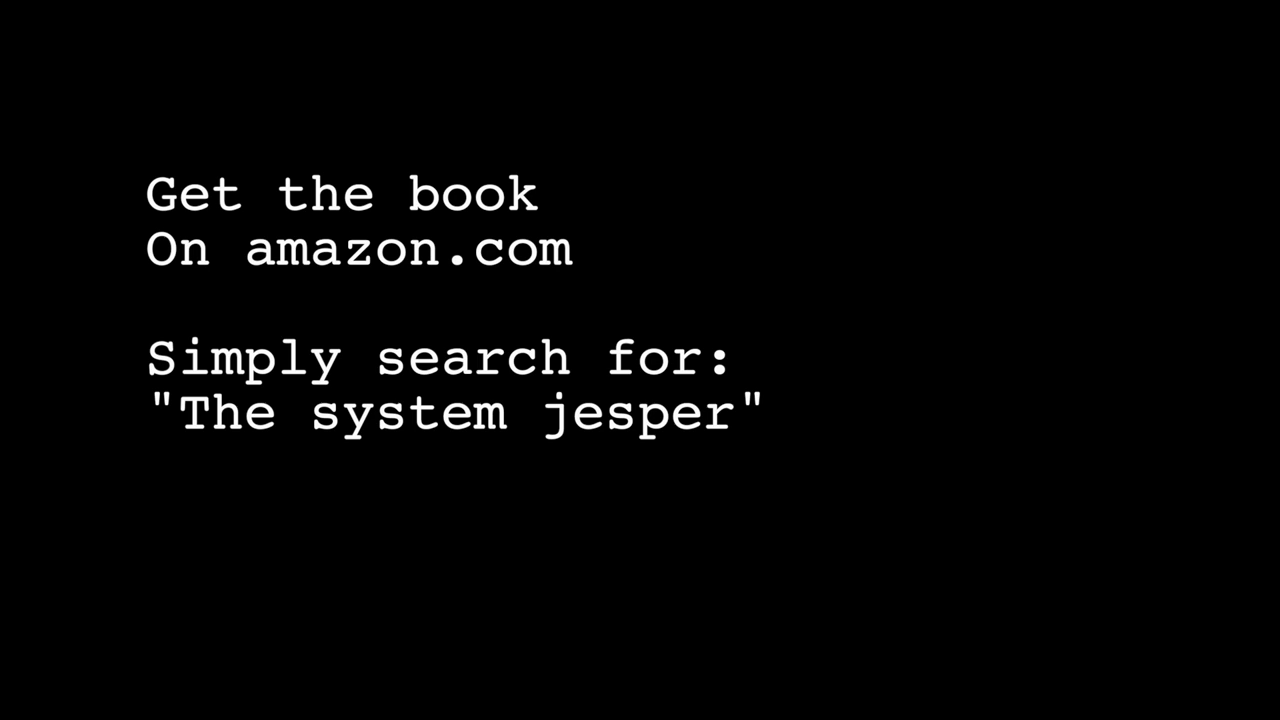 Get the book
On amazon.com
Simply search for:
"The system jesper"